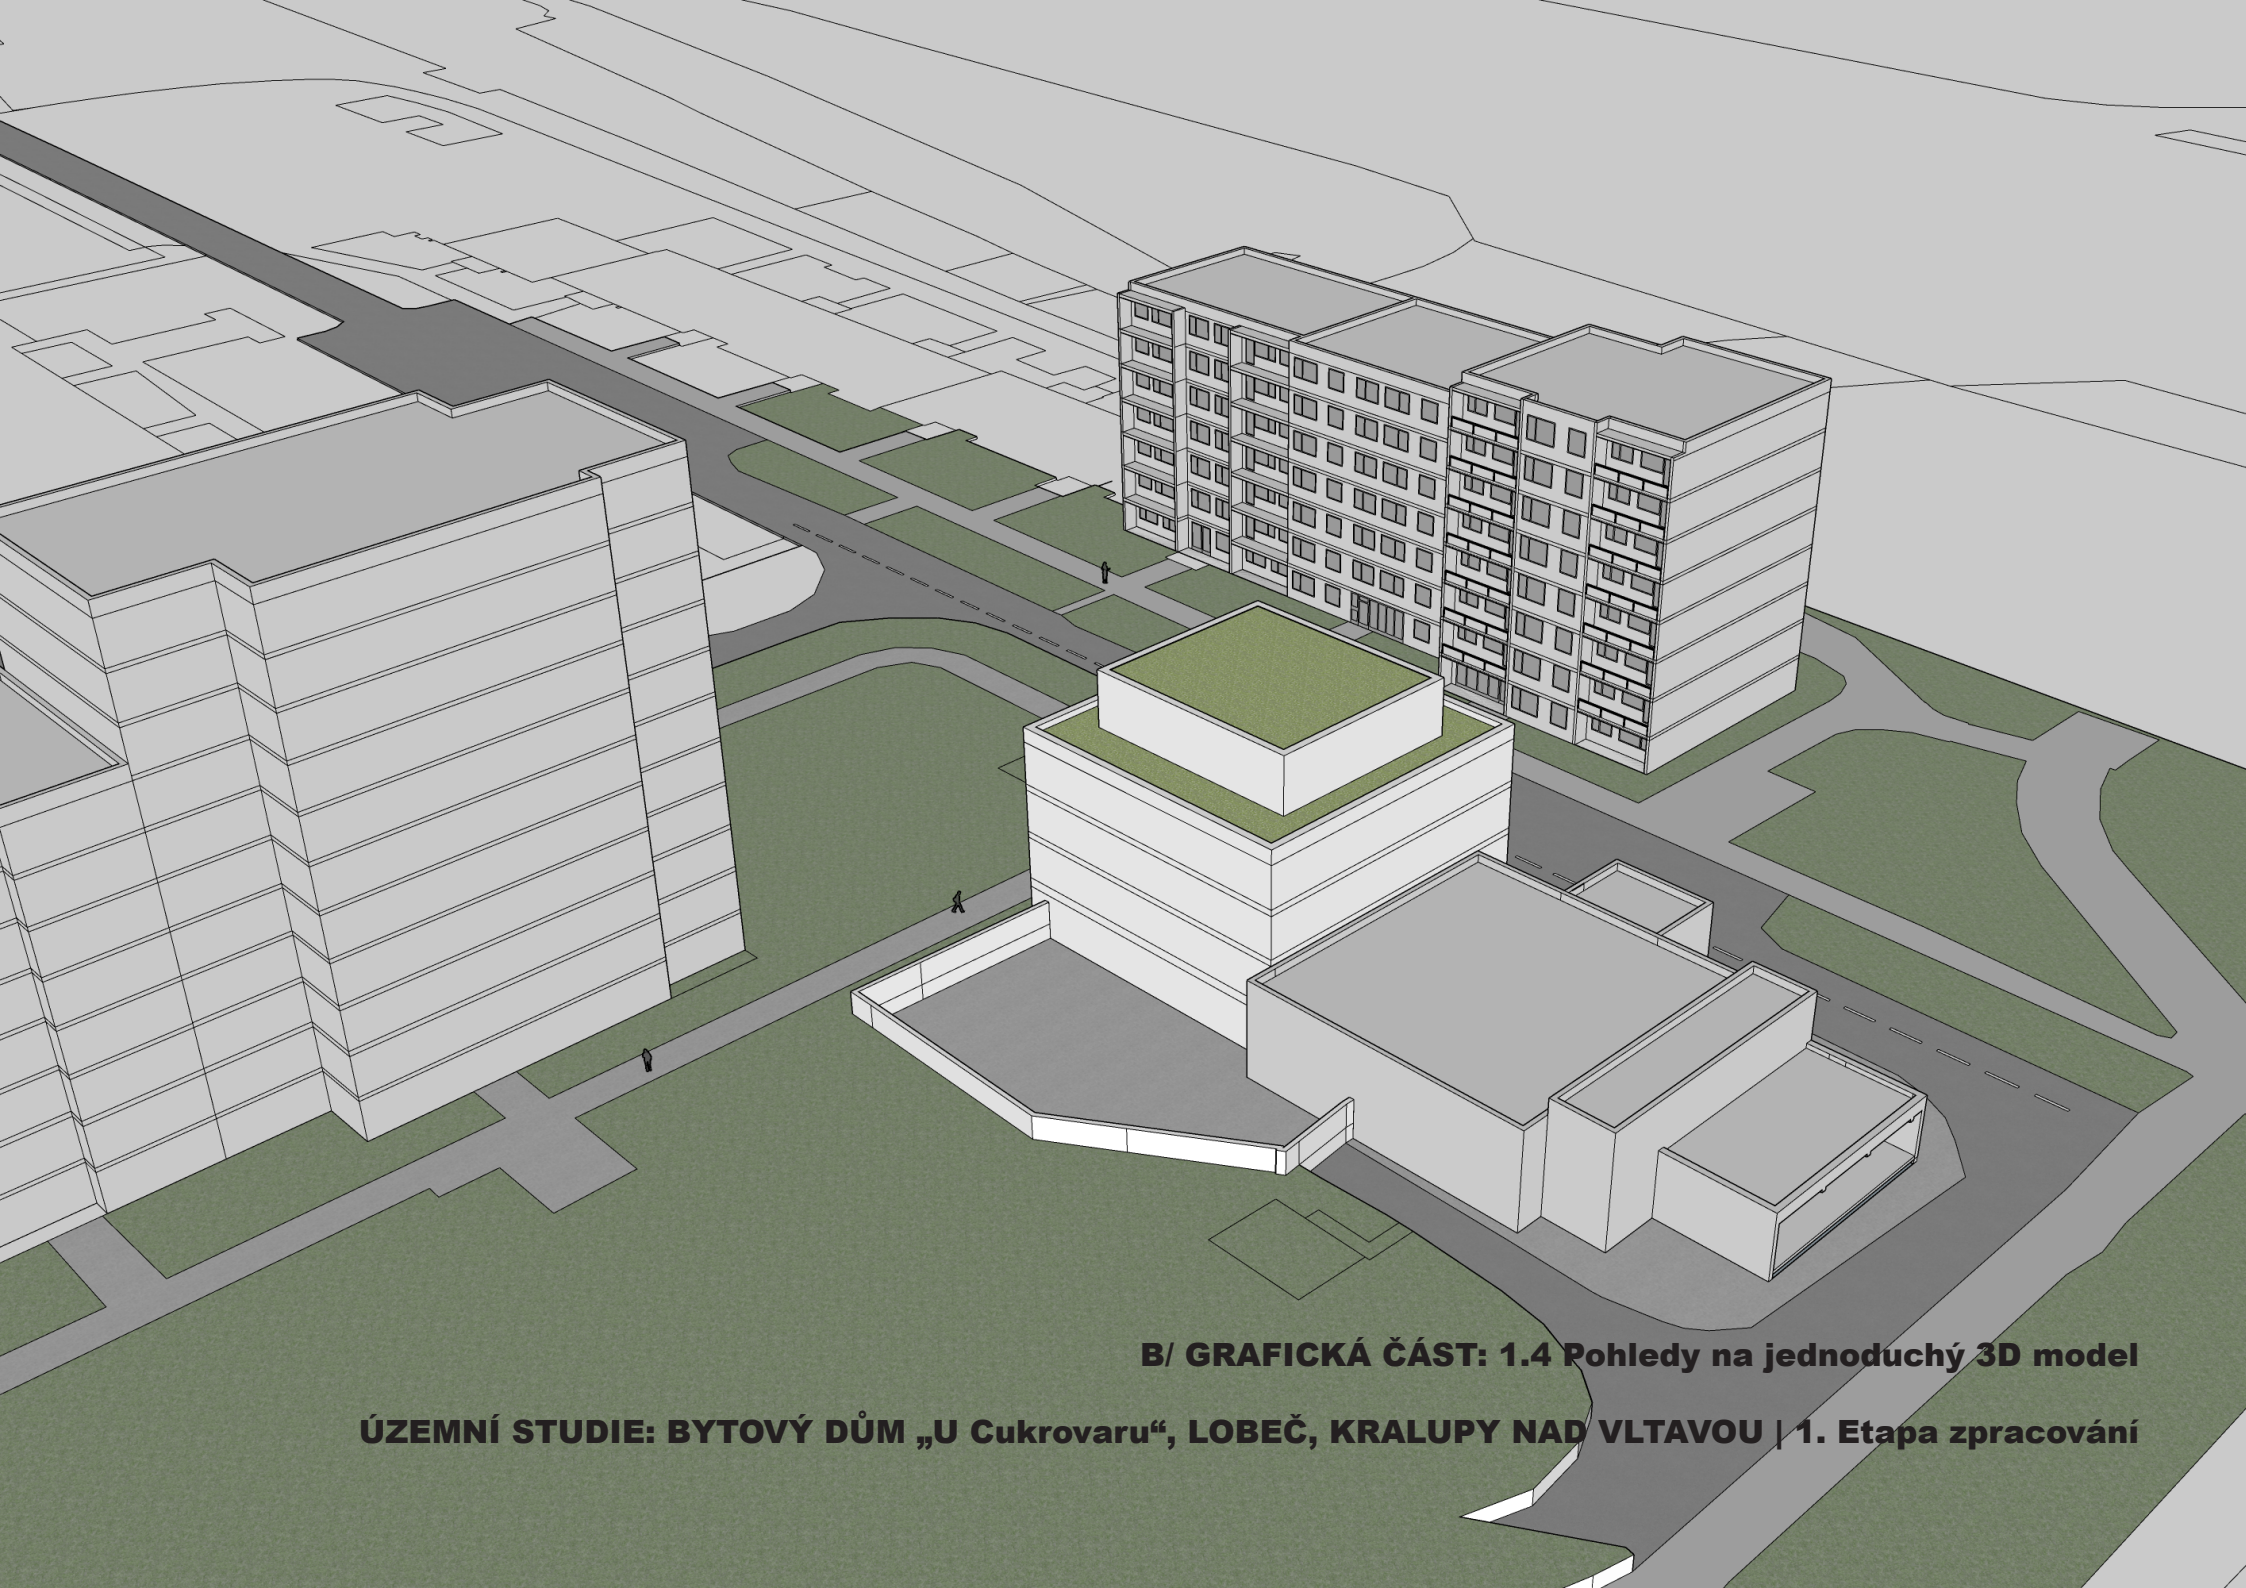 B/ GRAFICKÁ ČÁST: 1.4 Pohledy na jednoduchý 3D model
ÚZEMNÍ STUDIE: BYTOVÝ DŮM „U Cukrovaru“, LOBEČ, KRALUPY NAD VLTAVOU | 1. Etapa zpracování